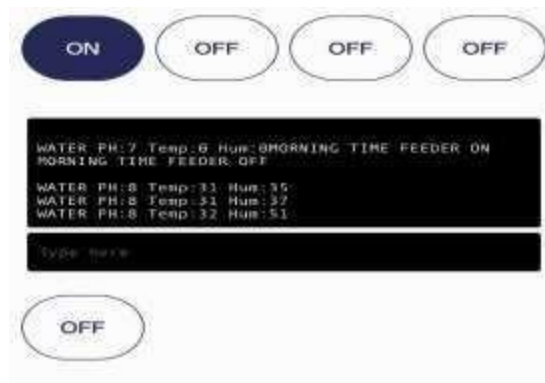 ON OFF OFF OFF
WATER PH:7 Temp:0 Hum:0MORNING TIME FEEDER ON
MORNING TIME FEEDER OFF
WATER PH:8 Temp:31 Hum:35
WATER PH:8 Temp:31 Hum:37
WATER PH:8 Temp:32 Hum:51
Type here
OFF